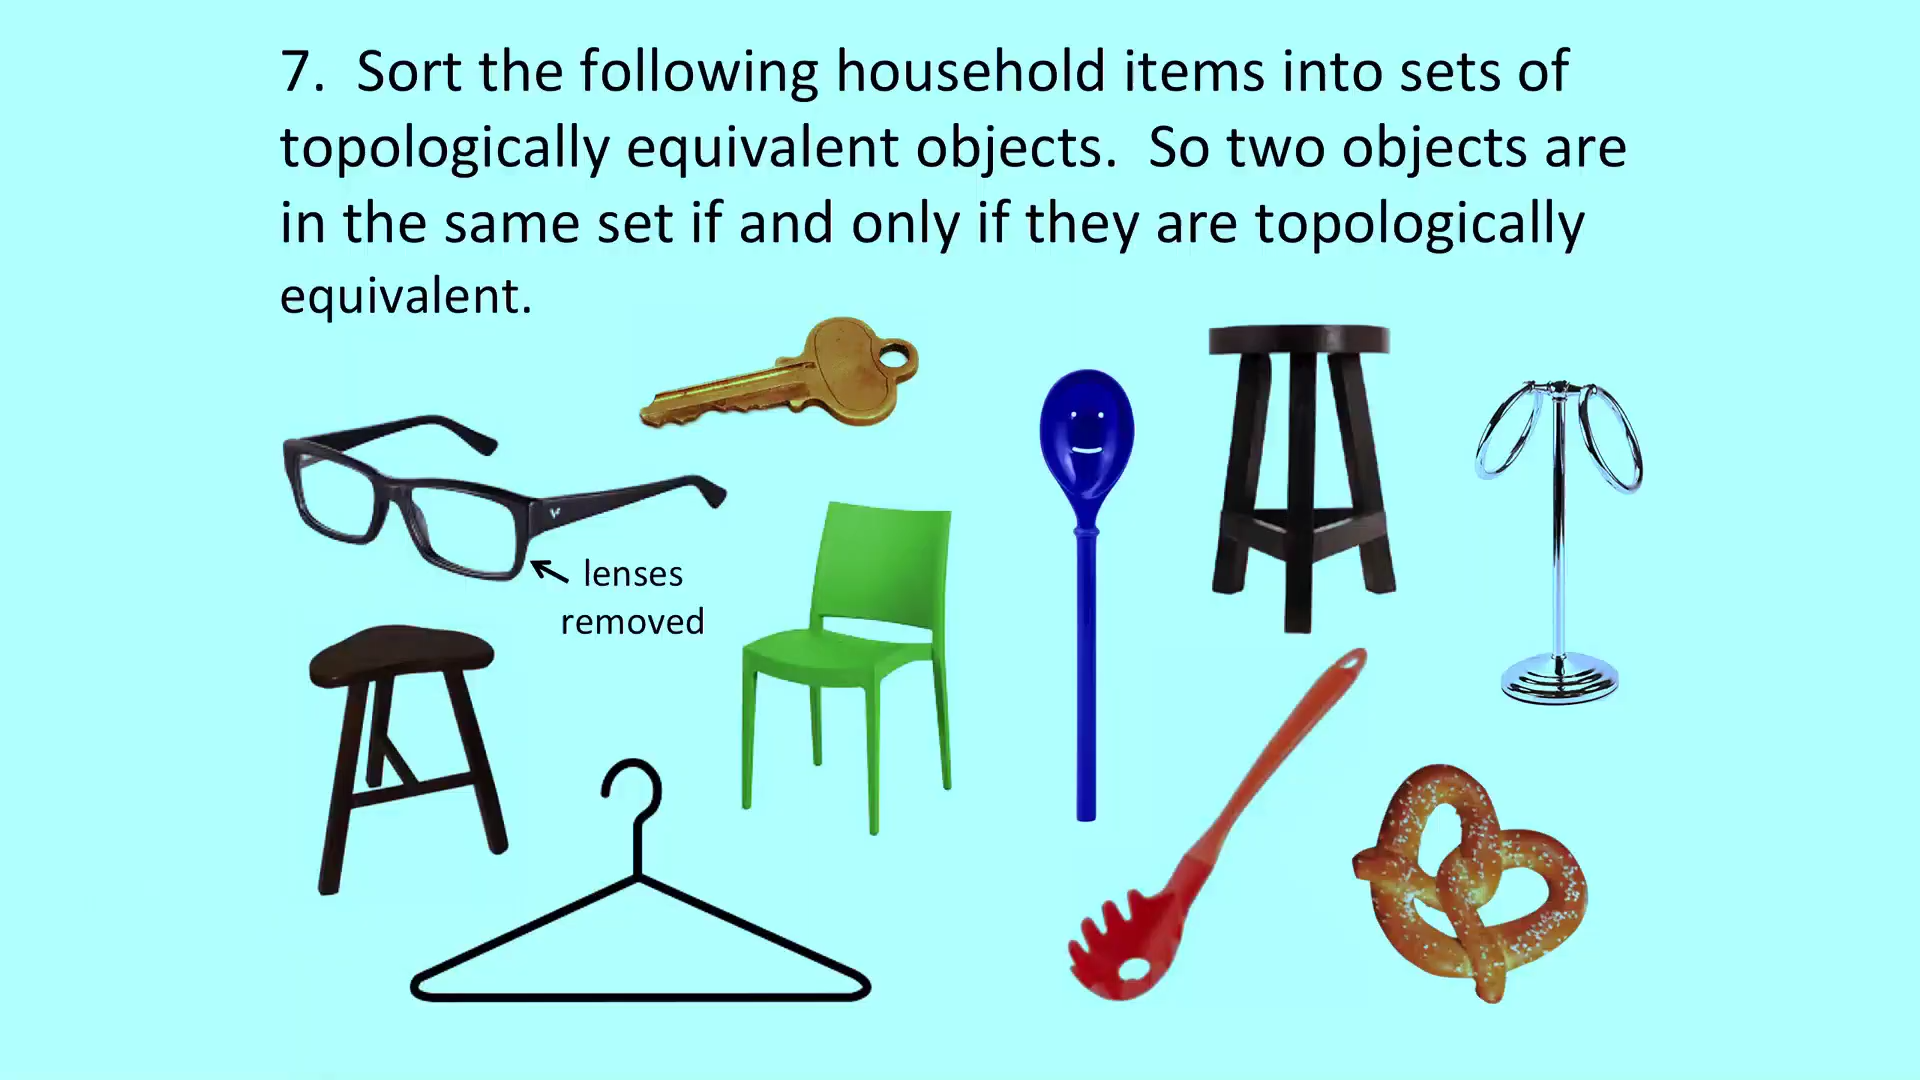 7. Sort the following household items into sets of
topologically equivalent objects. So two objects are
in the same set if and only if they are topologically
equivalent.
lenses
removed